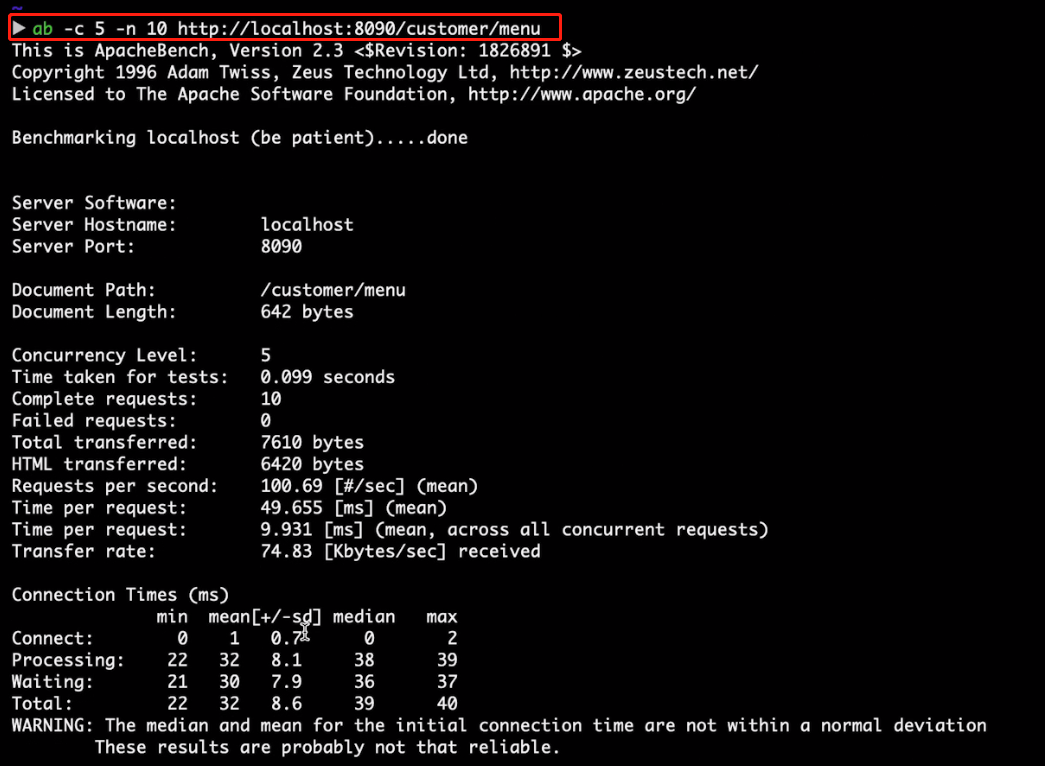 ~
▶ ab -c 5 -n 10 http://localhost:8090/customer/menu
This is ApacheBench, Version 2.3 <$Revision: 1826891 $>
Copyright 1996 Adam Twiss, Zeus Technology Ltd, http://www.zeustech.net/
Licensed to The Apache Software Foundation, http://www.apache.org/
Benchmarking localhost (be patient).....done
Server Software:
Server Hostname:        localhost
Server Port:            8090
Document Path:          /customer/menu
Document Length:        642 bytes
Concurrency Level:      5
Time taken for tests:   0.099 seconds
Complete requests:      10
Failed requests:        0
Total transferred:      7610 bytes
HTML transferred:       6420 bytes
Requests per second:    100.69 [#/sec] (mean)
Time per request:       49.655 [ms] (mean)
Time per request:       9.931 [ms] (mean, across all concurrent requests)
Transfer rate:          74.83 [Kbytes/sec] received
Connection Times (ms)
              min  mean[+/-sd] median   max
Connect:        0    1   0.7      0       2
Processing:    22   32   8.1     38      39
Waiting:       21   30   7.9     36      37
Total:         22   32   8.6     39      40
WARNING: The median and mean for the initial connection time are not within a normal deviation
        These results are probably not that reliable.